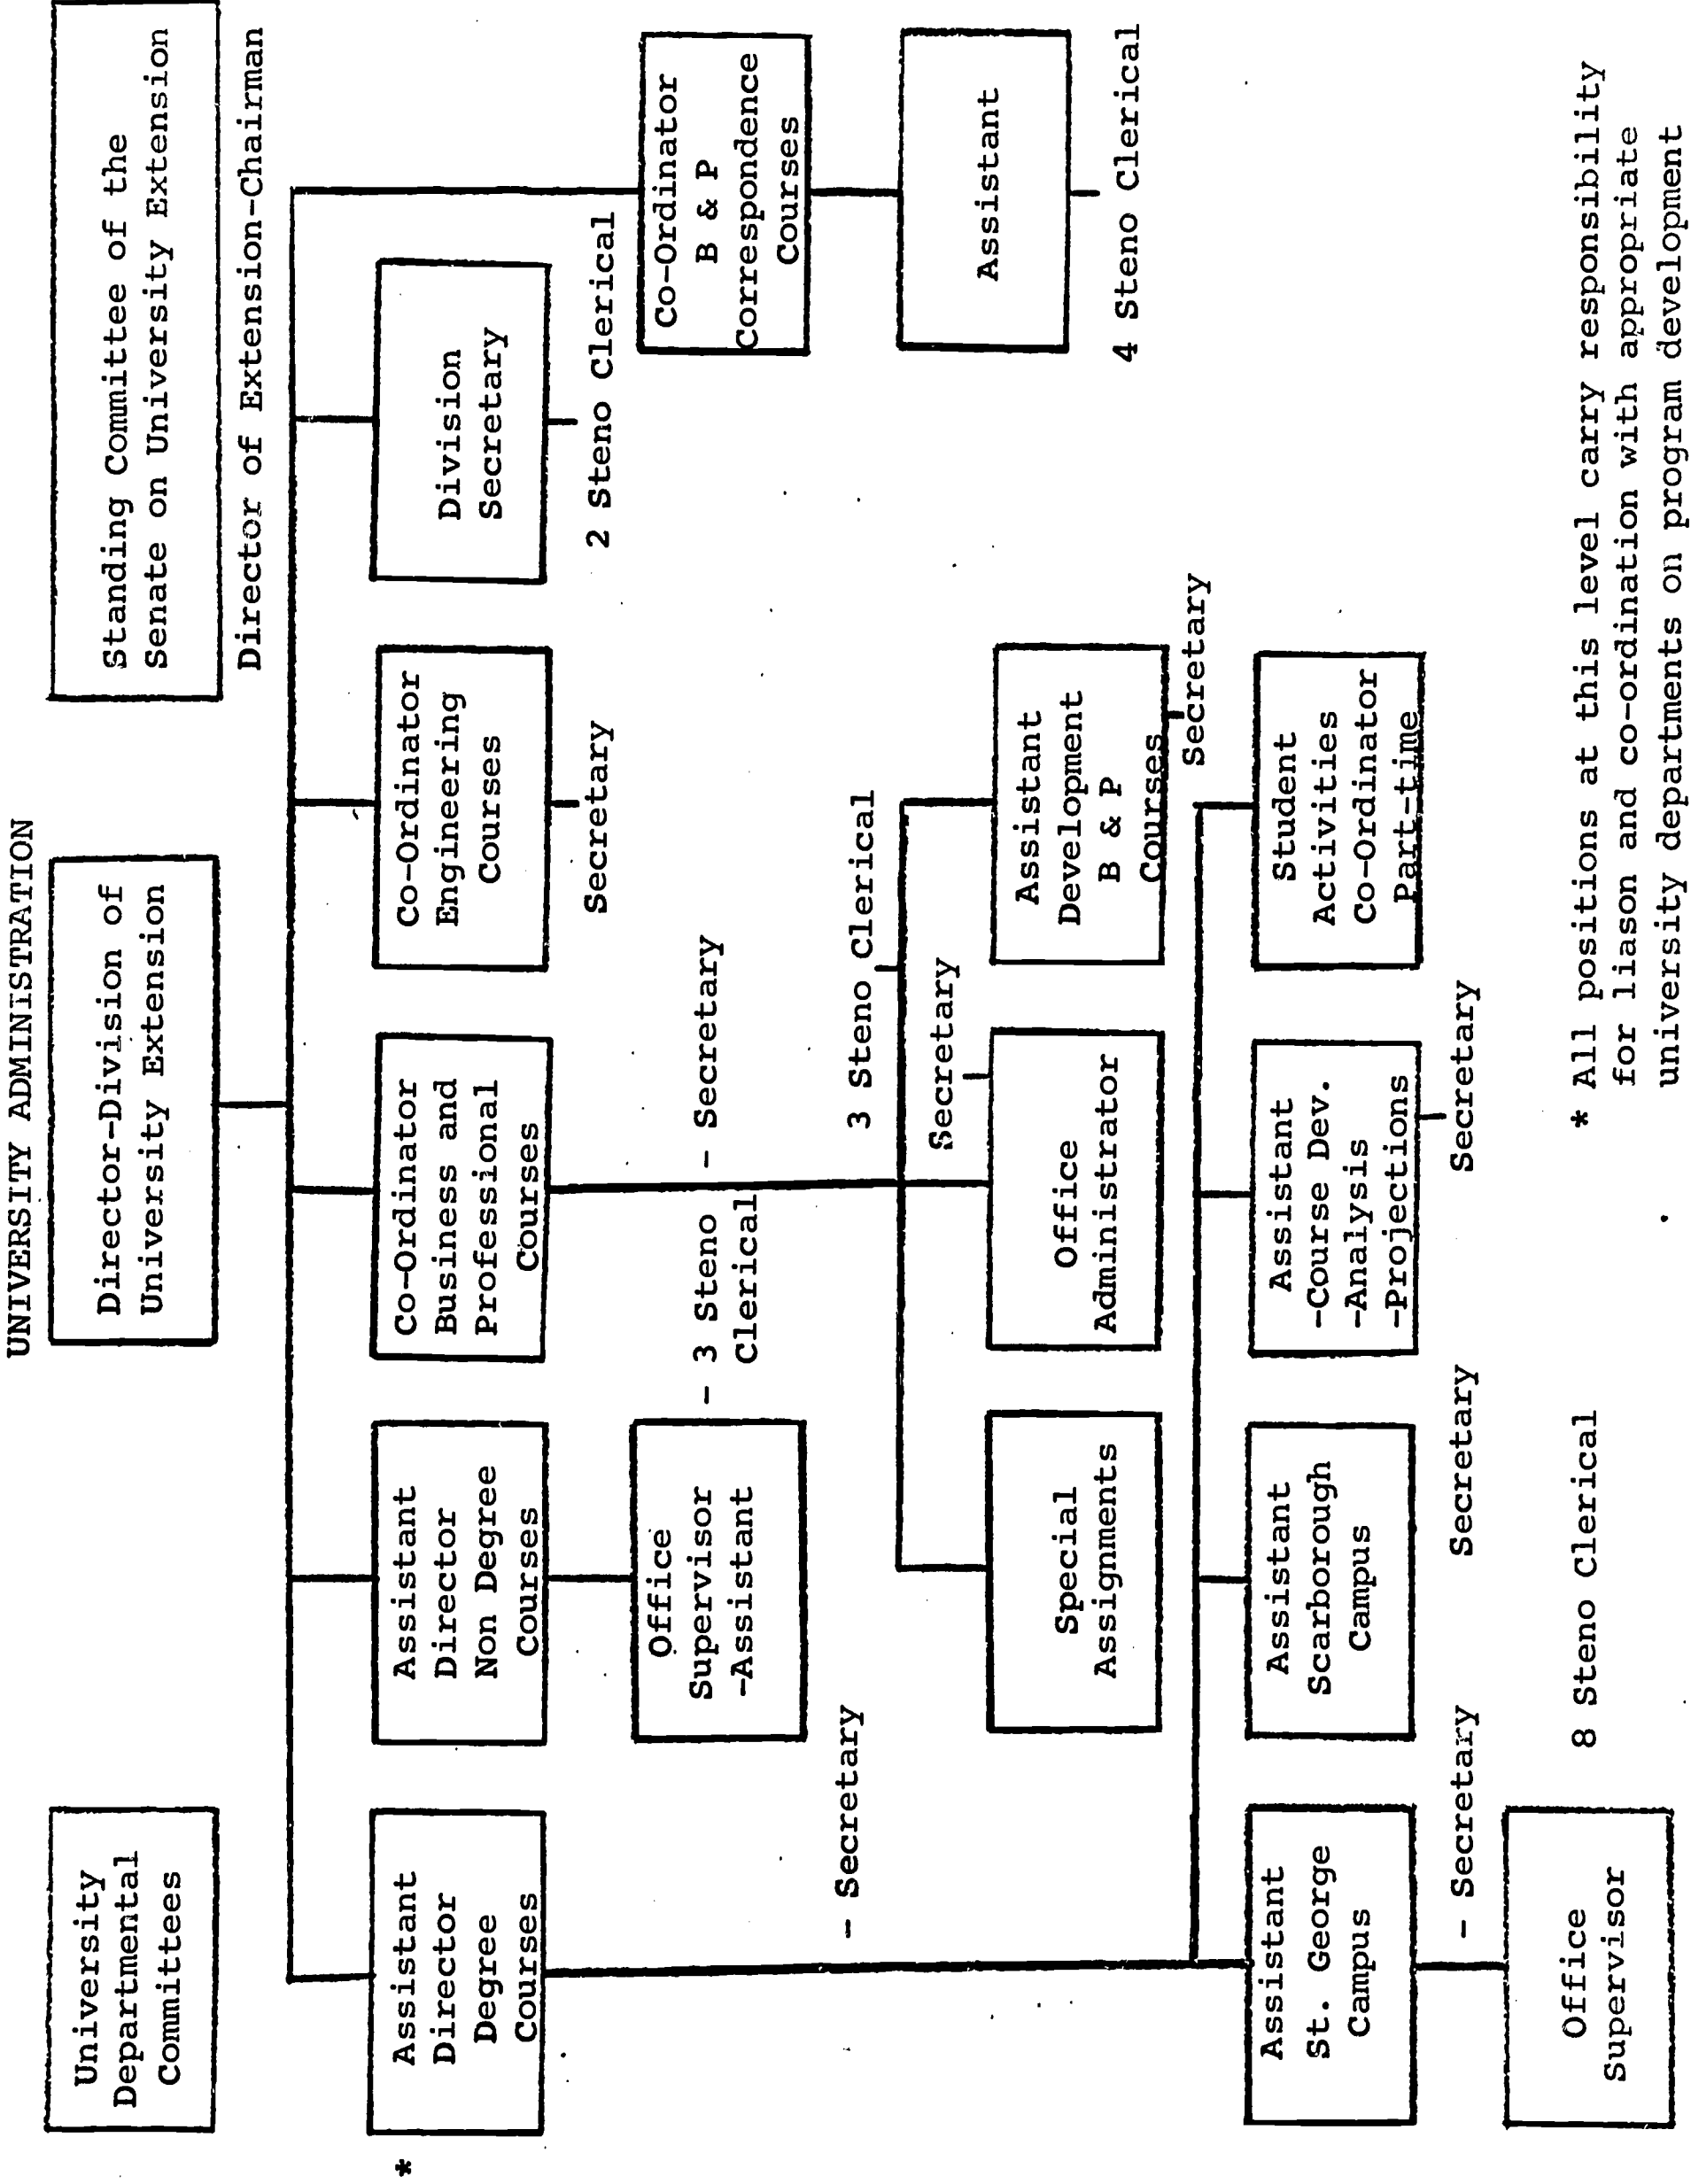 UNIVERSITY ADMINISTRATION
University
Departmental
Committees
Director-Division of
University Extension
Standing Committee of the
Senate on University Extension
Director of Extension-Chairman
*
Assistant
Director
Degree
Courses
Assistant
Director
Non Degree
Courses
Co-Ordinator
Business and
Professional
Courses
Co-Ordinator
Engineering
Courses
Division
Secretary
Secretary
2 Steno Clerical
Office
Supervisor
-Assistant
- 3 Steno
Clerical
- Secretary
Co-Ordinator
B & P
Correspondence
Courses
- Secretary
3 Steno Clerical
Secretary
Assistant
4 Steno Clerical
Special
Assignments
Office
Administrator
Assistant
Development
B & P
Courses
Secretary
Assistant
St. George
Campus
Assistant
Scarborough
Campus
Assistant
-Course Dev.
-Analysis
-Projections
Student
Activities
Co-Ordinator
Part-time
- Secretary
Secretary
Secretary
Office
Supervisor
8 Steno Clerical
* All positions at this level carry responsibility
for liason and co-ordination with appropriate
university departments on program development